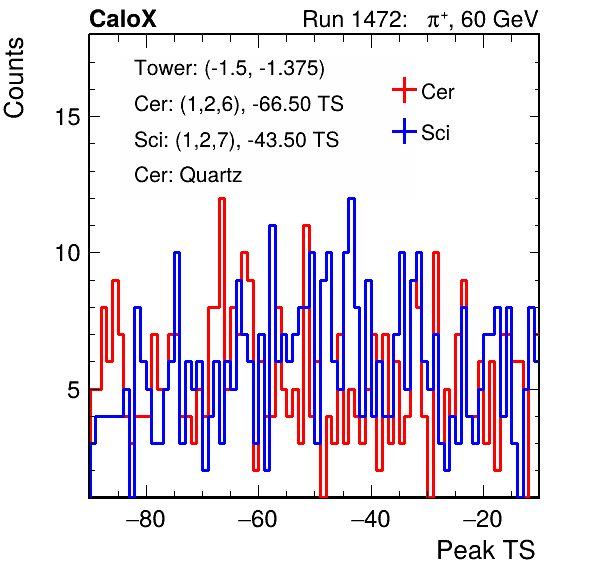 CaloX Run 1472: π⁺, 60 GeV
Counts
Tower: (-1.5, -1.375)
Cer: (1,2,6), -66.50 TS
Sci: (1,2,7), -43.50 TS
Cer: Quartz
Cer
Sci
15
10
5
−80 −60 −40 −20
Peak TS